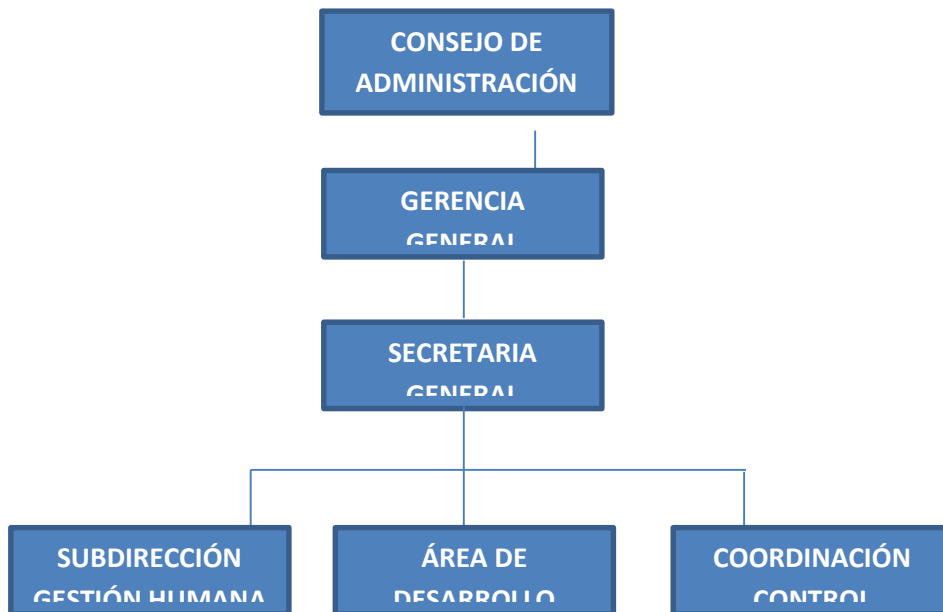 CONSEJO DE
ADMINISTRACIÓN
GERENCIA
GENERAL
SECRETARIA
GENERAL
SUBDIRECCIÓN
GESTIÓN HUMANA
ÁREA DE
DESARROLLO
COORDINACIÓN
CONTROL